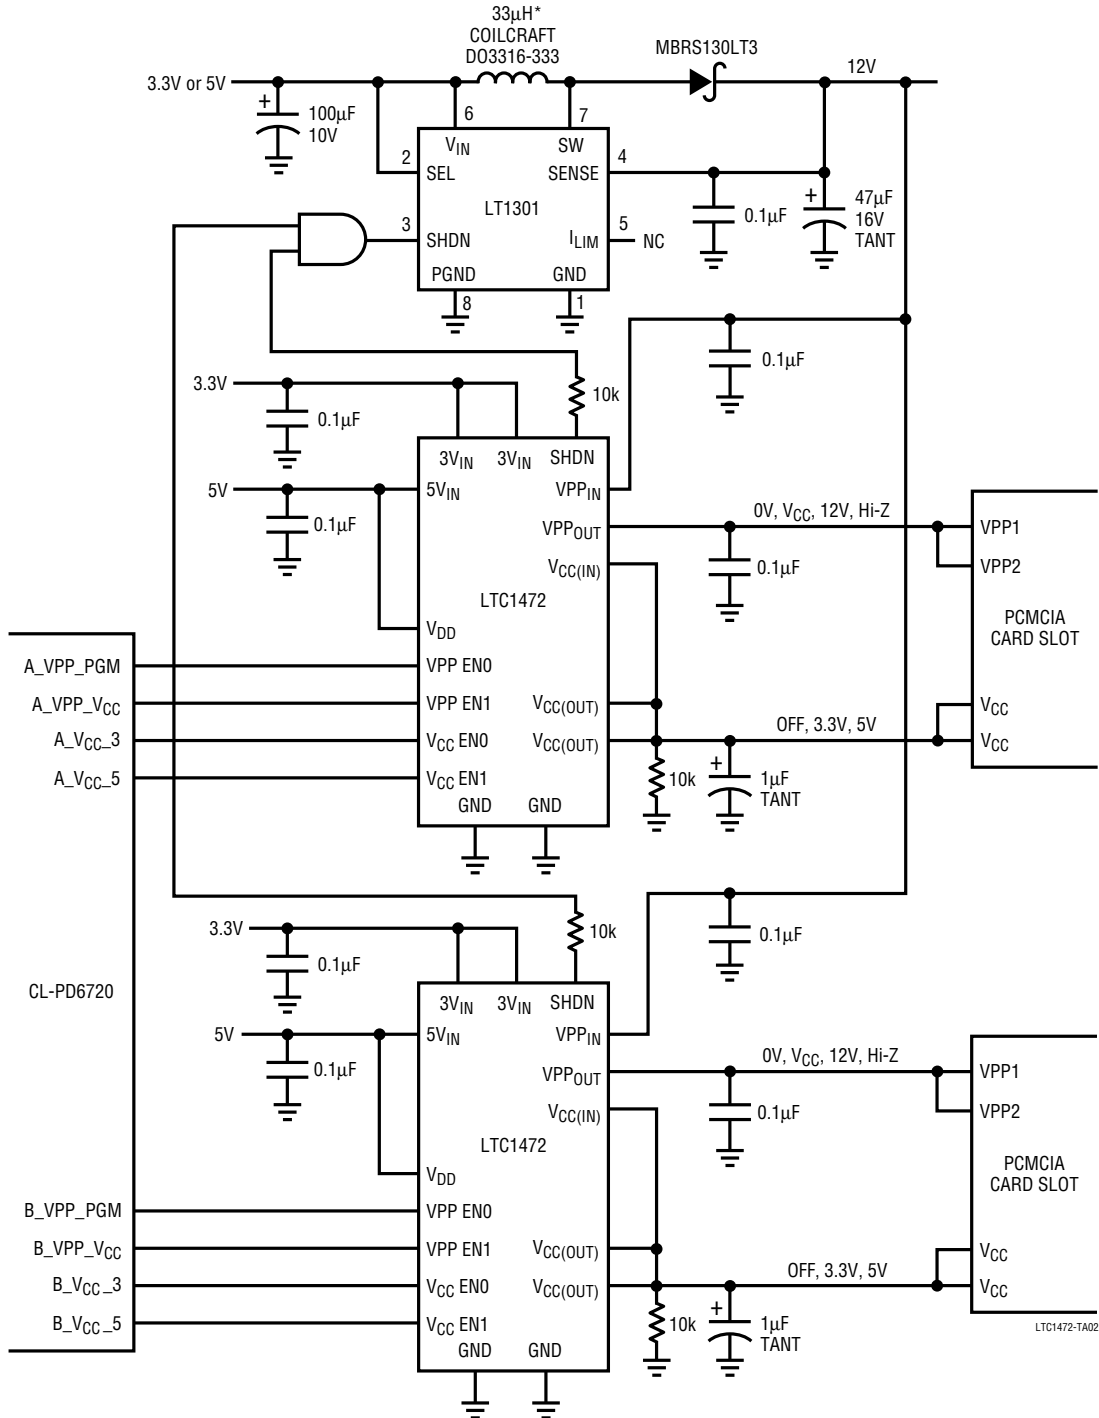 33µH*
COILCRAFT
DO3316-333
MBRS130LT3
3.3V or 5V
12V
+
100µF
10V
6
7
VIN
SW
2
SEL
SENSE
4
LT1301
0.1µF
+
47µF
16V
TANT
3
SHDN
ILIM
5
NC
PGND
GND
8
1
0.1µF
3.3V
10k
0.1µF
3VIN
3VIN
SHDN
5V
5VIN
VPPIN
0.1µF
VPPOUT
0V, VCC, 12V, Hi-Z
VPP1
0.1µF
VCC(IN)
VPP2
LTC1472
PCMCIA
CARD SLOT
VDD
A_VPP_PGM
VPP EN0
A_VPP_VCC
VPP EN1
VCC(OUT)
VCC
A_VCC_3
VCC EN0
VCC(OUT)
OFF, 3.3V, 5V
VCC
A_VCC_5
VCC EN1
10k
+
1µF
TANT
GND
GND
3.3V
10k
0.1µF
0.1µF
CL-PD6720
3VIN
3VIN
SHDN
5V
5VIN
VPPIN
0.1µF
VPPOUT
0V, VCC, 12V, Hi-Z
VPP1
0.1µF
VCC(IN)
VPP2
LTC1472
PCMCIA
CARD SLOT
VDD
B_VPP_PGM
VPP EN0
B_VPP_VCC
VPP EN1
VCC(OUT)
VCC
B_VCC_3
VCC EN0
VCC(OUT)
OFF, 3.3V, 5V
VCC
B_VCC_5
VCC EN1
10k
+
1µF
TANT
GND
GND
LTC1472-TA02